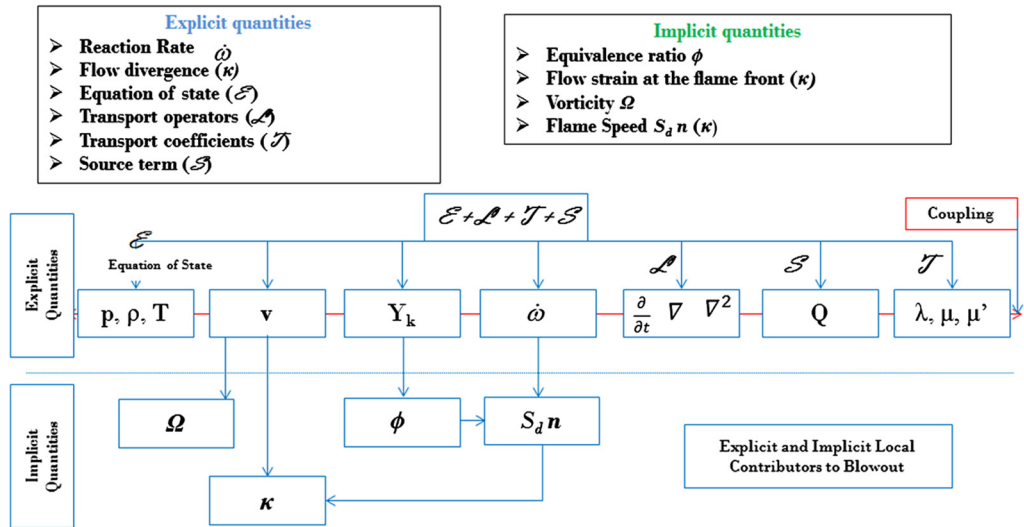 Explicit quantities
Reaction Rate ω̇
Flow divergence (κ)
Equation of state (ℰ)
Transport operators (ℒ)
Transport coefficients (𝒯)
Source term (𝒮)
Implicit quantities
Equivalence ratio ϕ
Flow strain at the flame front (κ)
Vorticity Ω
Flame Speed S_d n (κ)
ℰ + ℒ + 𝒯 + 𝒮
Coupling
Explicit
Quantities
ℰ
Equation of State
ℒ
𝒮
𝒯
p, ρ, T
v
Y_k
ω̇
∂/∂t ∇ ∇²
Q
λ, μ, μ’
Implicit
Quantities
Ω
ϕ
S_d n
κ
Explicit and Implicit Local
Contributors to Blowout